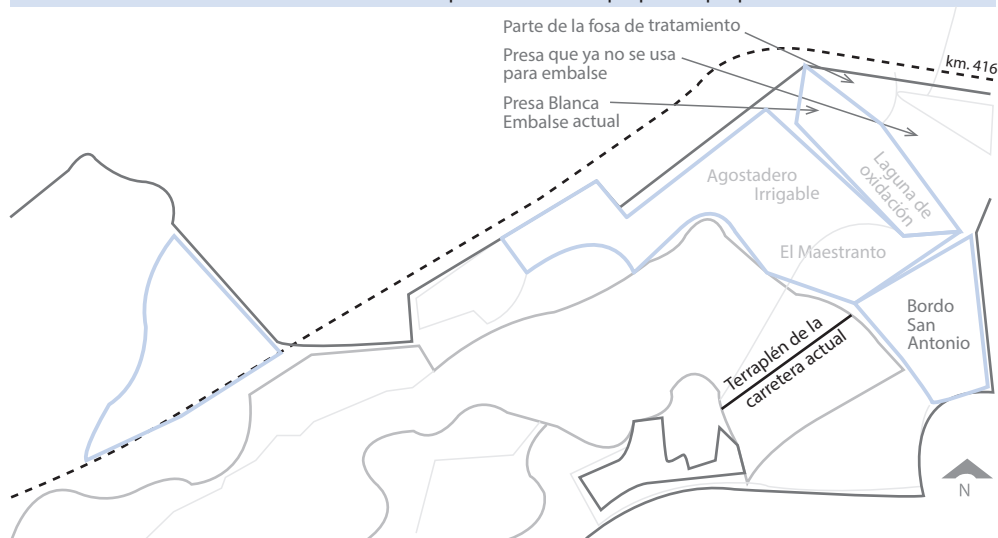 Parte de la fosa de tratamiento
Presa que ya no se usa
para embalse
km. 416
Presa Blanca
Embalse actual
Agostadero
Irrigable
Laguna de
oxidación
El Maestranto
Bordo
San
Antonio
Terraplén de la
carretera actual
N